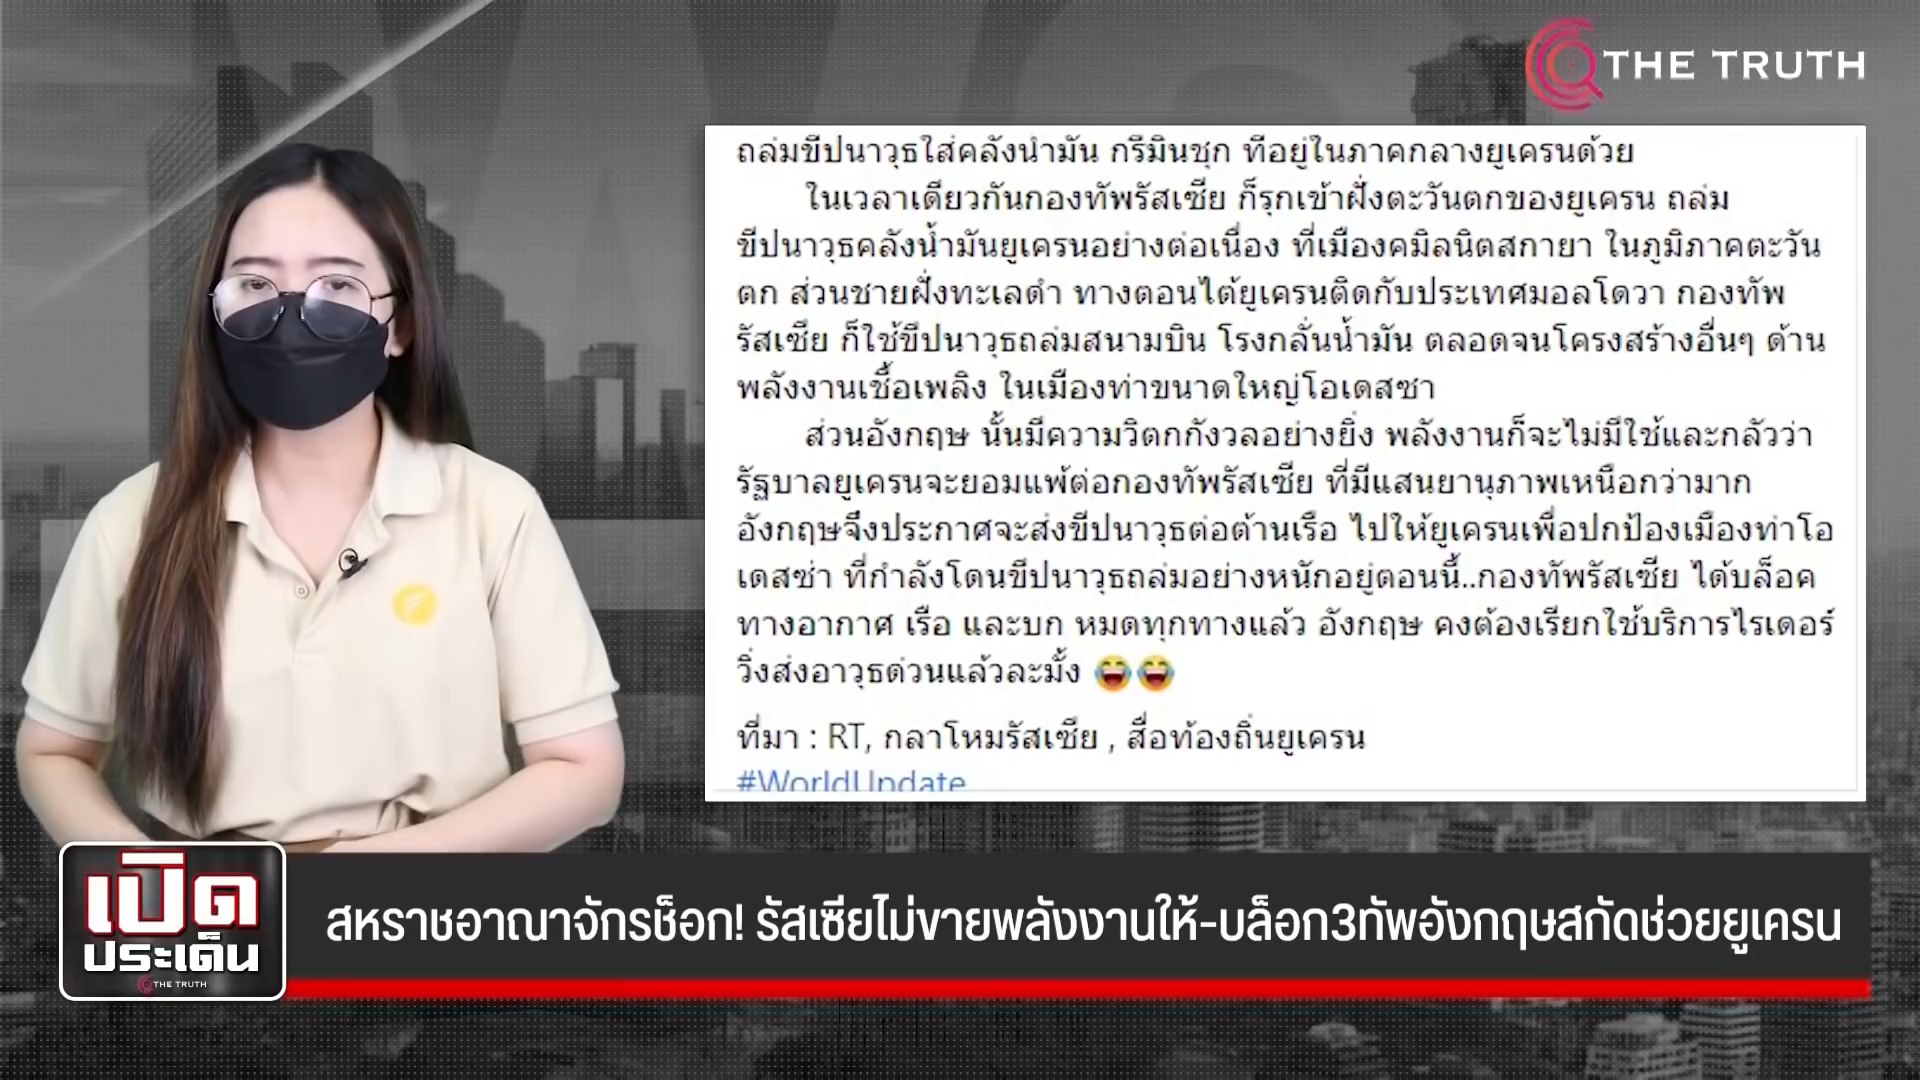 THE TRUTH
ถล่มขีปนาวุธใส่คลังน้ำมัน กรีมินชุก ที่อยู่ในภาคกลางยูเครนด้วย
ในเวลาเดียวกันกองทัพรัสเซีย ก็รุกเข้าฝั่งตะวันตกของยูเครน ถล่ม
ขีปนาวุธคลังน้ำมันยูเครนอย่างต่อเนื่อง ที่เมืองคมิลนิตสกายา ในภูมิภาคตะวัน
ตก ส่วนชายฝั่งทะเลดำ ทางตอนใต้ยูเครนติดกับประเทศมอลโดวา กองทัพ
รัสเซีย ก็ใช้ขีปนาวุธถล่มสนามบิน โรงกลั่นน้ำมัน ตลอดจนโครงสร้างอื่นๆ ด้าน
พลังงานเชื้อเพลิง ในเมืองท่าขนาดใหญ่โอเดสซา
ส่วนอังกฤษ นั้นมีความวิตกกังวลอย่างยิ่ง พลังงานก็จะไม่มีใช้และกลัวว่า
รัฐบาลยูเครนจะยอมแพ้ต่อกองทัพรัสเซีย ที่มีแสนยานุภาพเหนือกว่ามาก
อังกฤษจึงประกาศจะส่งขีปนาวุธต่อต้านเรือ ไปให้ยูเครนเพื่อปกป้องเมืองท่าโอ
เดสซ่า ที่กำลังโดนขีปนาวุธถล่มอย่างหนักอยู่ตอนนี้..กองทัพรัสเซีย ได้บล็อค
ทางอากาศ เรือ และบก หมดทุกทางแล้ว อังกฤษ คงต้องเรียกใช้บริการไรเดอร์
วิ่งส่งอาวุธด่วนแล้วละมั้ง 😂😂
ที่มา : RT, กลาโหมรัสเซีย , สื่อท้องถิ่นยูเครน
#WorldUpdate
เปิด
ประเด็น
THE TRUTH
สหราชอาณาจักรช็อก! รัสเซียไม่ขายพลังงานให้-บล็อก3ทัพอังกฤษสกัดช่วยยูเครน